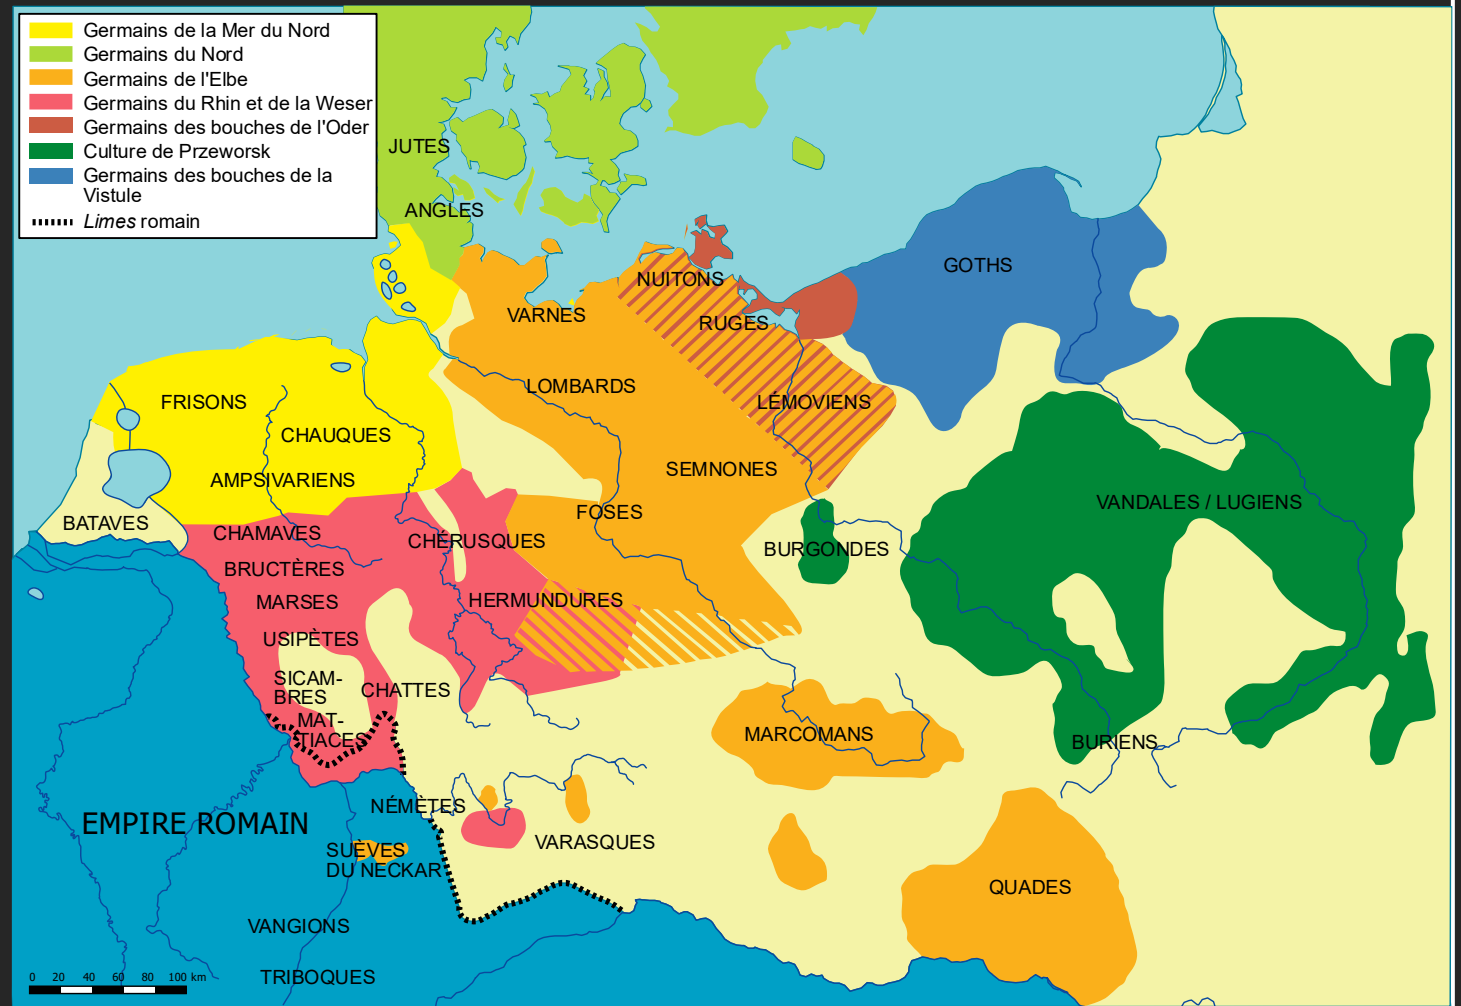 Germains de la Mer du Nord
Germains du Nord
Germains de l'Elbe
Germains du Rhin et de la Weser
Germains des bouches de l'Oder
Culture de Przeworsk
Germains des bouches de la
Vistule
Limes romain
JUTES
ANGLES
GOTHS
NUITONS
VARNES
RUGES
LOMBARDS
FRISONS
LÉMOVIENS
CHAUQUES
SEMNONES
AMPSIVARIENS
VANDALES / LUGIENS
FOSES
BATAVES
CHAMAVES
CHÉRUSQUES
BURGONDES
BRUCTÈRES
MARSES
HERMUNDURES
USIPÈTES
SICAM-
BRES
CHATTES
MAT-
TIACES
MARCOMANS
BURIENS
NÉMÈTES
EMPIRE ROMAIN
VARASQUES
SUÈVES
DU NECKAR
QUADES
VANGIONS
TRIBOQUES
0 20 40 60 80 100 km